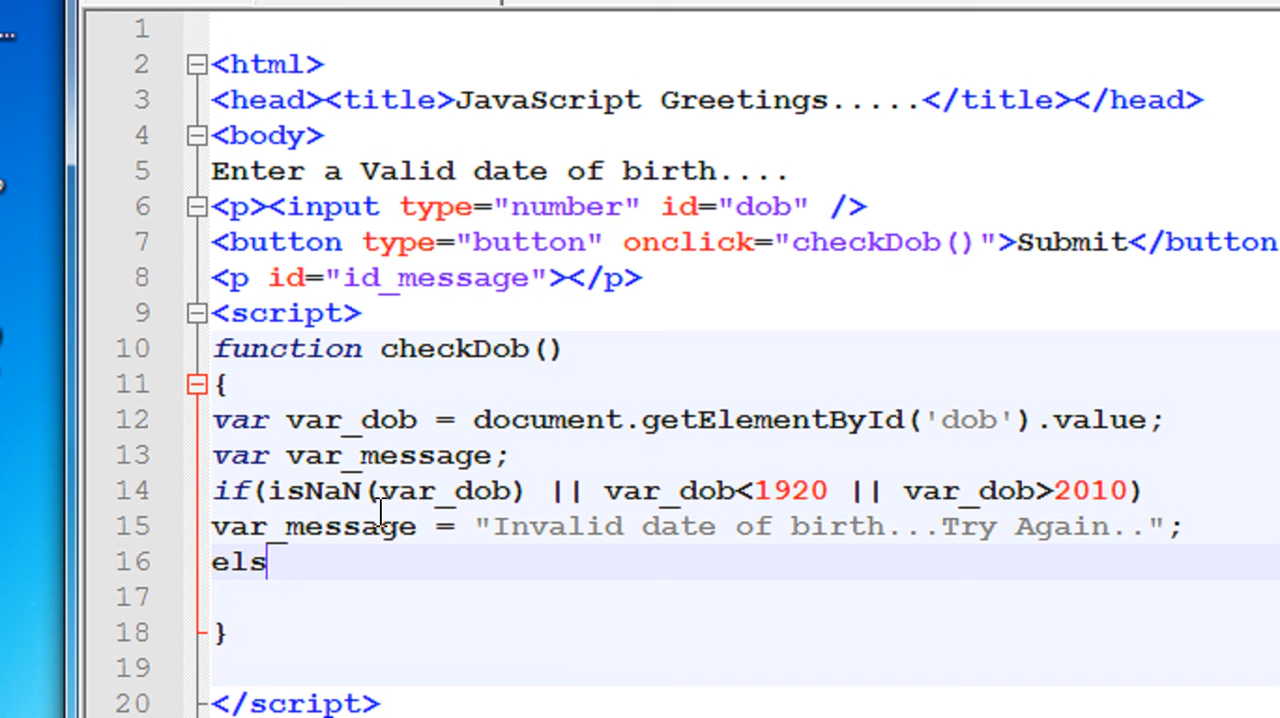 1
2 <html>
3 <head><title>JavaScript Greetings.....</title></head>
4 <body>
5 Enter a Valid date of birth....
6 <p><input type="number" id="dob" />
7 <button type="button" onclick="checkDob()">Submit</button
8 <p id="id_message"></p>
9 <script>
10 function checkDob()
11 {
12 var var_dob = document.getElementById('dob').value;
13 var var_message;
14 if(isNaN(var_dob) || var_dob<1920 || var_dob>2010)
15 var_message = "Invalid date of birth...Try Again..";
16 els
17
18 }
19
20 </script>